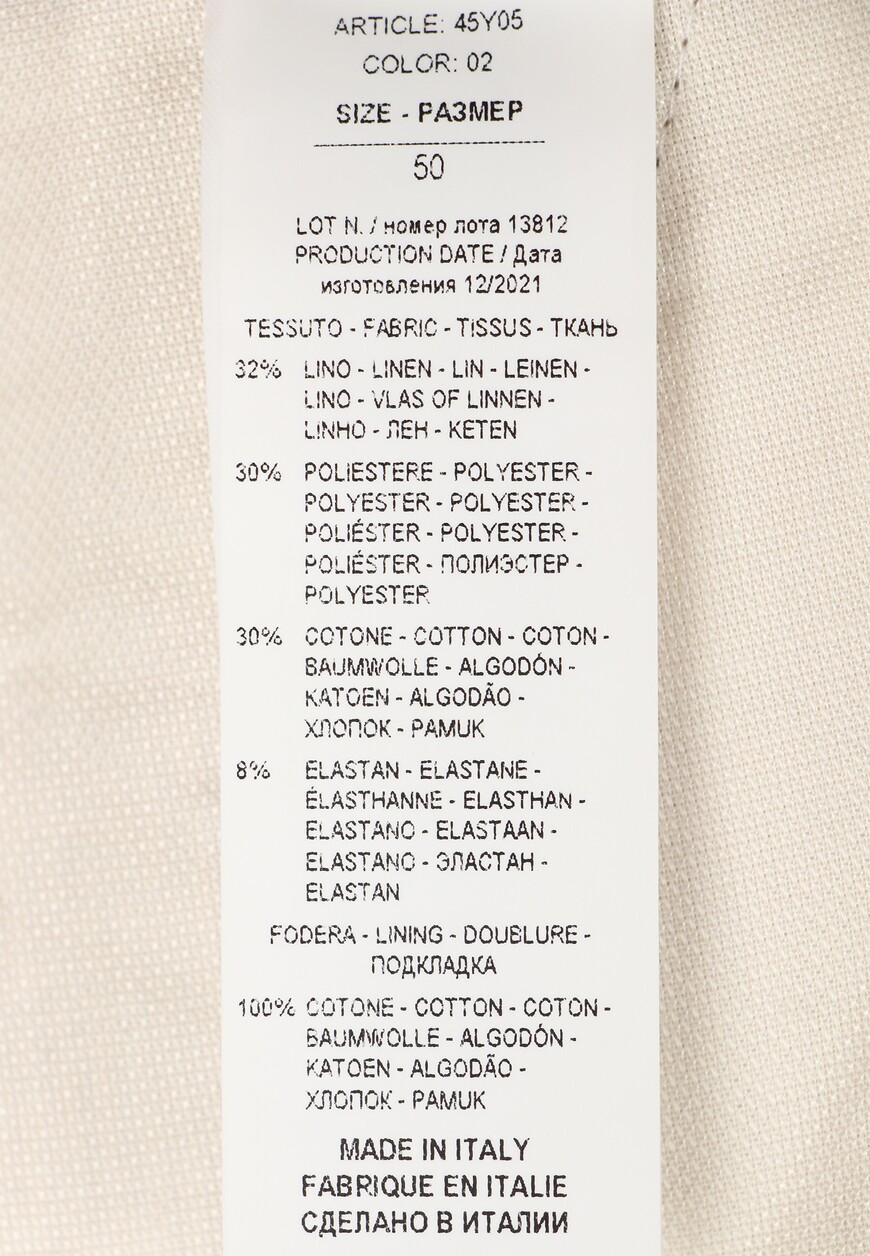 ARTICLE: 45Y05
COLOR: 02
SIZE - РАЗМЕР
50
LOT N. / номер лота 13812
PRODUCTION DATE / Дата
изготовления 12/2021
TESSUTO - FABRIC - TISSUS - ТКАНЬ
32% LINO - LINEN - LIN - LEINEN -
LINO - VLAS OF LINNEN -
LINHO - ЛЕН - KETEN
30% POLIESTERE - POLYESTER -
POLYESTER - POLYESTER -
POLIÉSTER - POLYESTER -
POLIÉSTER - ПОЛИЭСТЕР -
POLYESTER
30% COTONE - COTTON - COTON -
BAUMWOLLE - ALGODÓN -
KATOEN - ALGODÃO -
ХЛОПОК - PAMUK
8% ELASTAN - ELASTANE -
ÉLASTHANNE - ELASTHAN -
ELASTANO - ELASTAAN -
ELASTANO - ЭЛАСТАН -
ELASTAN
FODERA - LINING - DOUBLURE -
ПОДКЛАДКА
100% COTONE - COTTON - COTON -
BAUMWOLLE - ALGODÓN -
KATOEN - ALGODÃO -
ХЛОПОК - PAMUK
MADE IN ITALY
FABRIQUE EN ITALIE
СДЕЛАНО В ИТАЛИИ